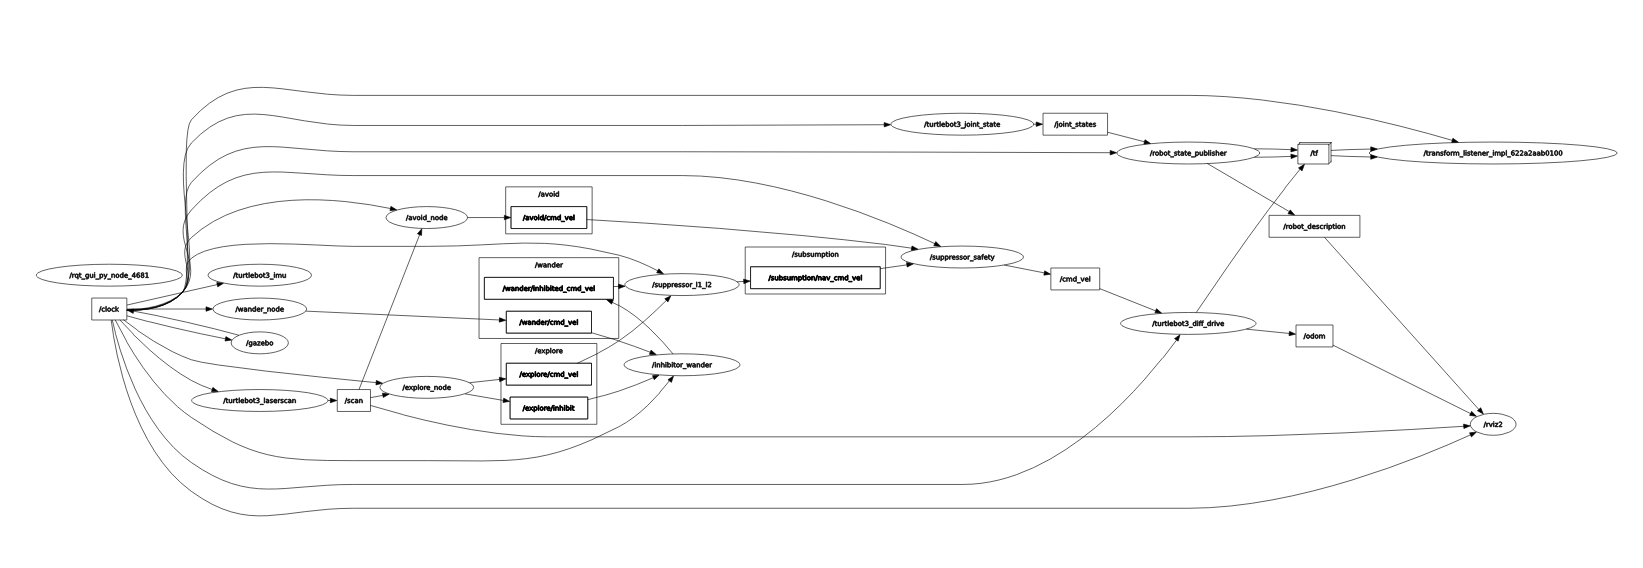 /turtlebot3_joint_state
/joint_states
/robot_state_publisher
/tf
/transform_listener_impl_622a2aab0100
/avoid
/avoid_node
/avoid/cmd_vel
/robot_description
/subsumption
/suppressor_safety
/wander
/rqt_gui_py_node_4681
/turtlebot3_imu
/subsumption/nav_cmd_vel
/cmd_vel
/wander/inhibited_cmd_vel
/suppressor_l1_l2
/clock
/wander_node
/wander/cmd_vel
/turtlebot3_diff_drive
/odom
/gazebo
/explore
/inhibitor_wander
/explore/cmd_vel
/explore_node
/turtlebot3_laserscan
/scan
/explore/inhibit
/rviz2